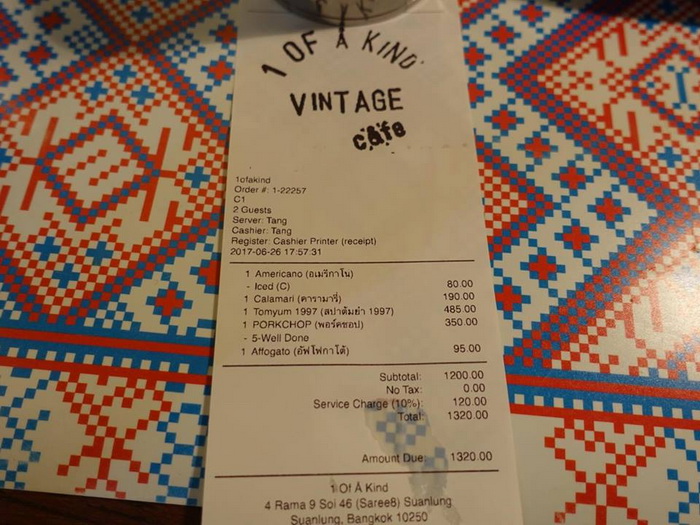 1 OF A KIND
VINTAGE
cafe
1ofakind
Order #: 1-22257
C1
2 Guests
Server: Tang
Cashier: Tang
Register: Cashier Printer (receipt)
2017-06-26 17:57:31
1 Americano (อเมริกาโน)
- Iced (C) 80.00
1 Calamari (คารามารี่) 190.00
1 Tomyum 1997 (สปาต้มยำ 1997) 485.00
1 PORKCHOP (พอร์คชอป) 350.00
- 5-Well Done
1 Affogato (อัฟโฟกาโต้) 95.00
Subtotal: 1200.00
No Tax: 0.00
Service Charge (10%): 120.00
Total: 1320.00
Amount Due: 1320.00
1 Of A Kind
4 Rama 9 Soi 46 (Saree8) Suanlung
Suanlung, Bangkok 10250